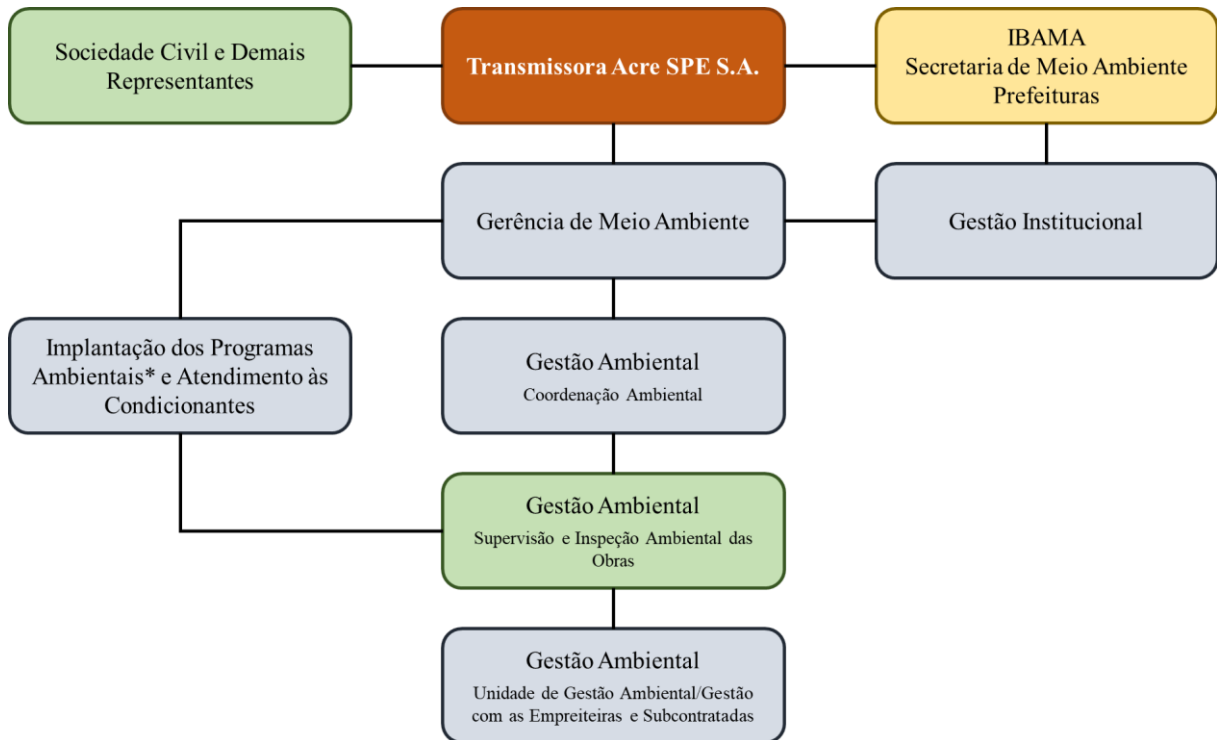 Sociedade Civil e Demais
Representantes
Transmissora Acre SPE S.A.
IBAMA
Secretaria de Meio Ambiente
Prefeituras
Gerência de Meio Ambiente
Gestão Institucional
Implantação dos Programas
Ambientais* e Atendimento às
Condicionantes
Gestão Ambiental
Coordenação Ambiental
Gestão Ambiental
Supervisão e Inspeção Ambiental das
Obras
Gestão Ambiental
Unidade de Gestão Ambiental/Gestão
com as Empreiteiras e Subcontratadas